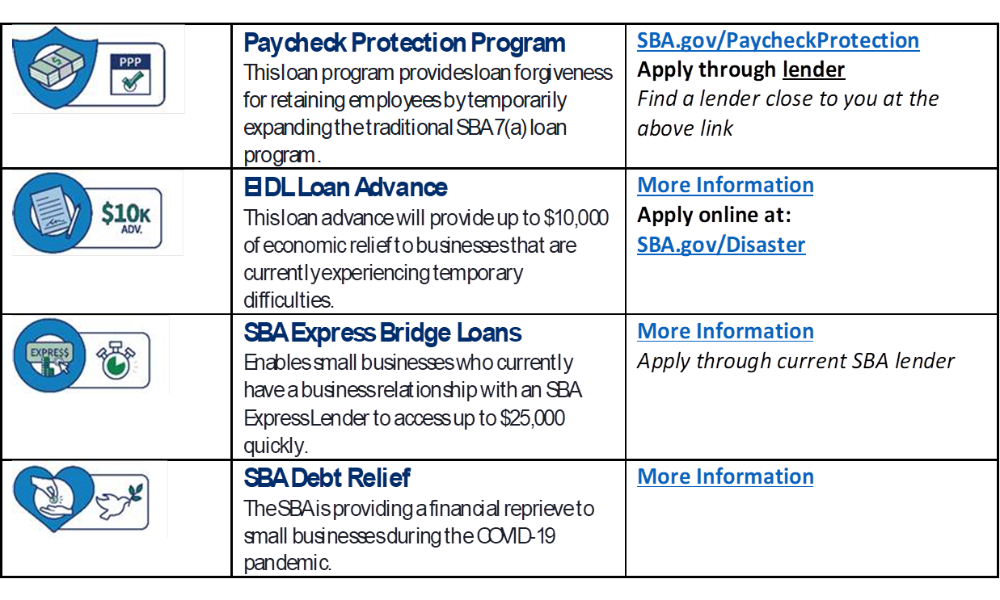 PPP
Paycheck Protection Program
This loan program provides loan forgiveness
for retaining employees by temporarily
expanding the traditional SBA 7(a) loan
program.
SBA.gov/PaycheckProtection
Apply through lender
Find a lender close to you at the
above link
$10K
ADV.
EIDL Loan Advance
This loan advance will provide up to $10,000
of economic relief to businesses that are
currently experiencing temporary
difficulties.
More Information
Apply online at:
SBA.gov/Disaster
EXPRESS
SBA Express Bridge Loans
Enables small businesses who currently
have a business relationship with an SBA
Express Lender to access up to $25,000
quickly.
More Information
Apply through current SBA lender
SBA Debt Relief
The SBA is providing a financial reprieve to
small businesses during the COVID-19
pandemic.
More Information